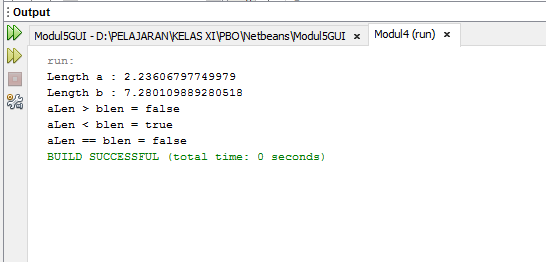 Output
Modul5GUI - D:\PELAJARAN\KELAS XI\PBO\Netbeans\Modul5GUI × Modul4 (run) ×
run:
Length a : 2.23606797749979
Length b : 7.280109889280518
aLen > blen = false
aLen < blen = true
aLen == blen = false
BUILD SUCCESSFUL (total time: 0 seconds)